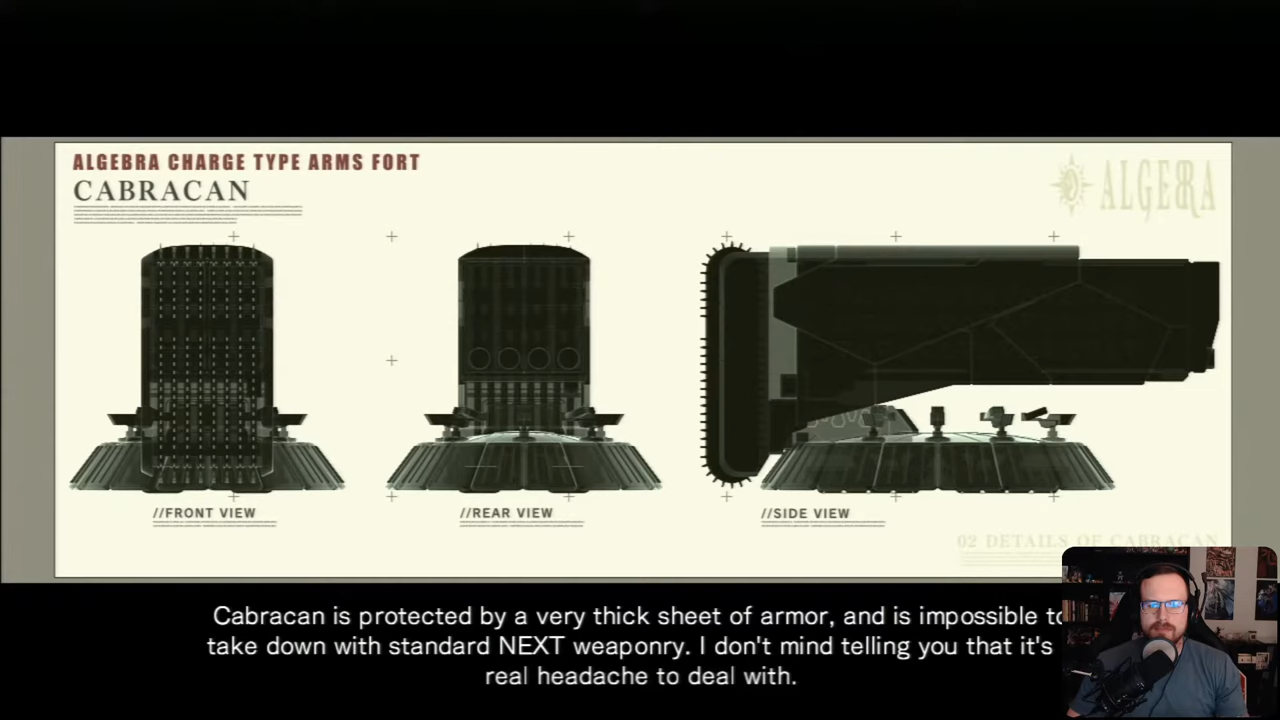 ALGEBRA CHARGE TYPE ARMS FORT
CABRACAN
ALGEBRA
//FRONT VIEW
//REAR VIEW
//SIDE VIEW
02 DETAILS OF CABRACAN
Cabracan is protected by a very thick sheet of armor, and is impossible to
take down with standard NEXT weaponry. I don't mind telling you that it's
real headache to deal with.